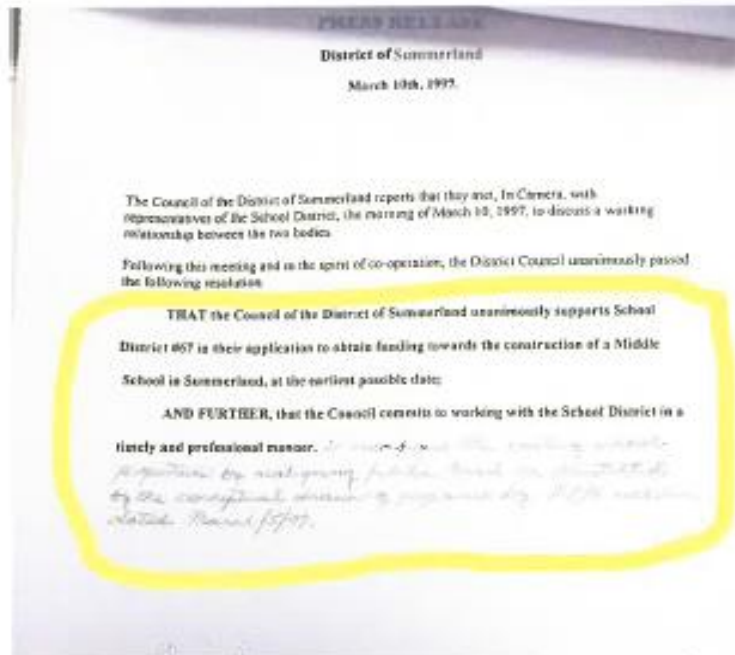 PRESS RELEASE
District of Summerland
March 10th, 1997.
The Council of the District of Summerland reports that they met, In Camera, with
representatives of the School District, the morning of March 10, 1997, to discuss a working
relationship between the two bodies.
Following this meeting and in the spirit of co-operation, the District Council unanimously passed
the following resolution
THAT the Council of the District of Summerland unanimously supports School
District #67 in their application to obtain funding towards the construction of a Middle
School in Summerland, at the earliest possible date;
AND FURTHER, that the Council commits to working with the School District in a
timely and professional manner.
by the conceptual
dated